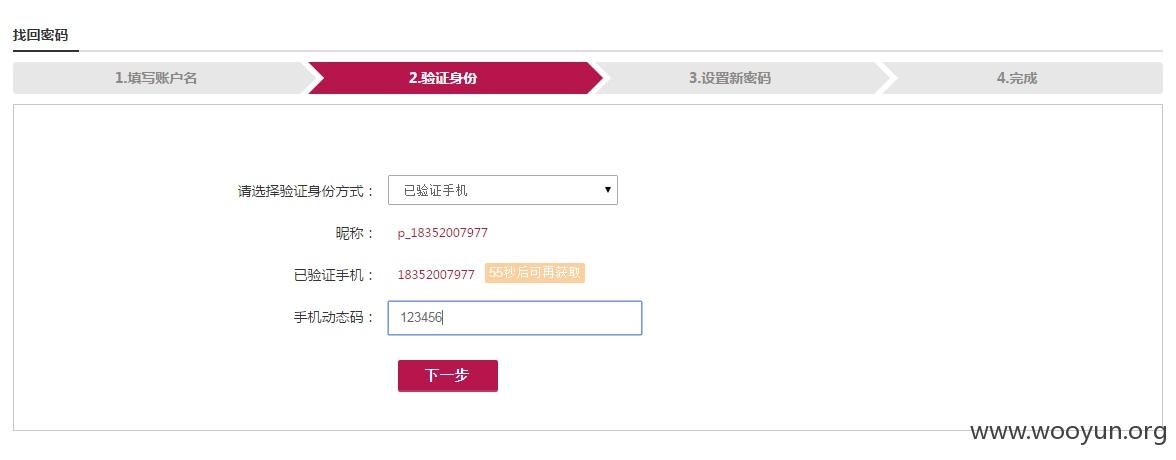 找回密码
1.填写账户名 2.验证身份 3.设置新密码 4.完成
请选择验证身份方式： 已验证手机
昵称： p_18352007977
已验证手机： 18352007977 55秒后可再获取
手机动态码： 123456
下一步
www.wooyun.org